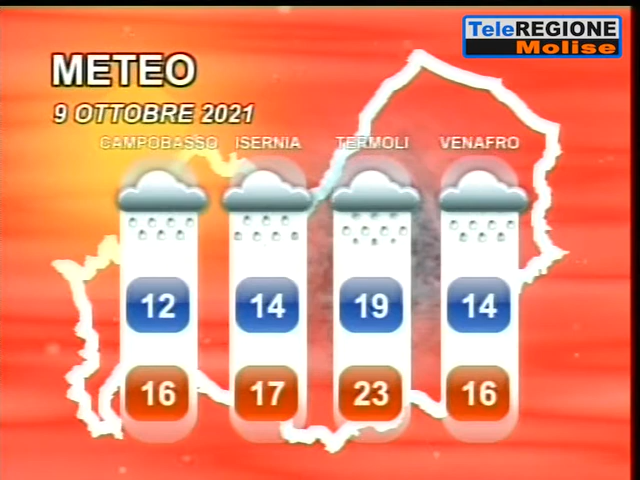 TeleREGIONE
Molise
METEO
9 OTTOBRE 2021
CAMPOBASSO ISERNIA TERMOLI VENAFRO
12 14 19 14
16 17 23 16